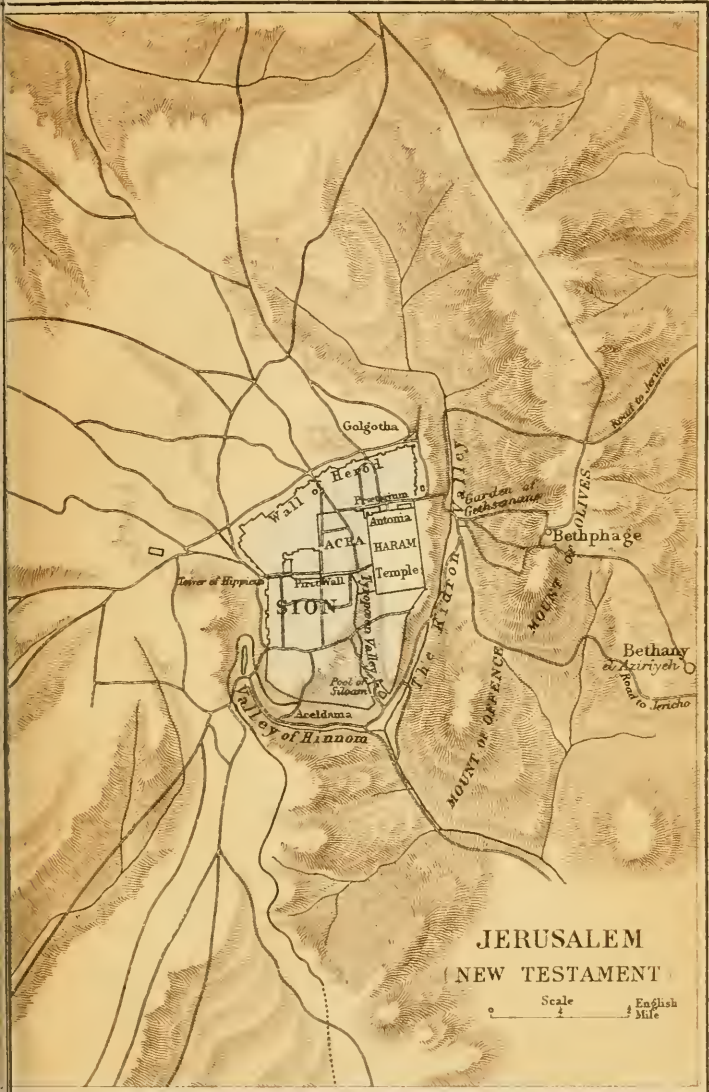 Road to Jericho
Golgotha
Wall of Herod
Praetorium
Garden of
Gethsemane
Antonia
ACRA
HARAM
Temple
Valley
The Kidron
Bethphage
MOUNT OF OLIVES
Tower of Hippicus
First Wall
SION
Tyropoeon Valley
Bethany
el Aziriyeh
Road to Jericho
Pool of
Siloam
Aceldama
Valley of Hinnom
MOUNT OF OFFENCE
JERUSALEM
(NEW TESTAMENT)
Scale
English
Mile